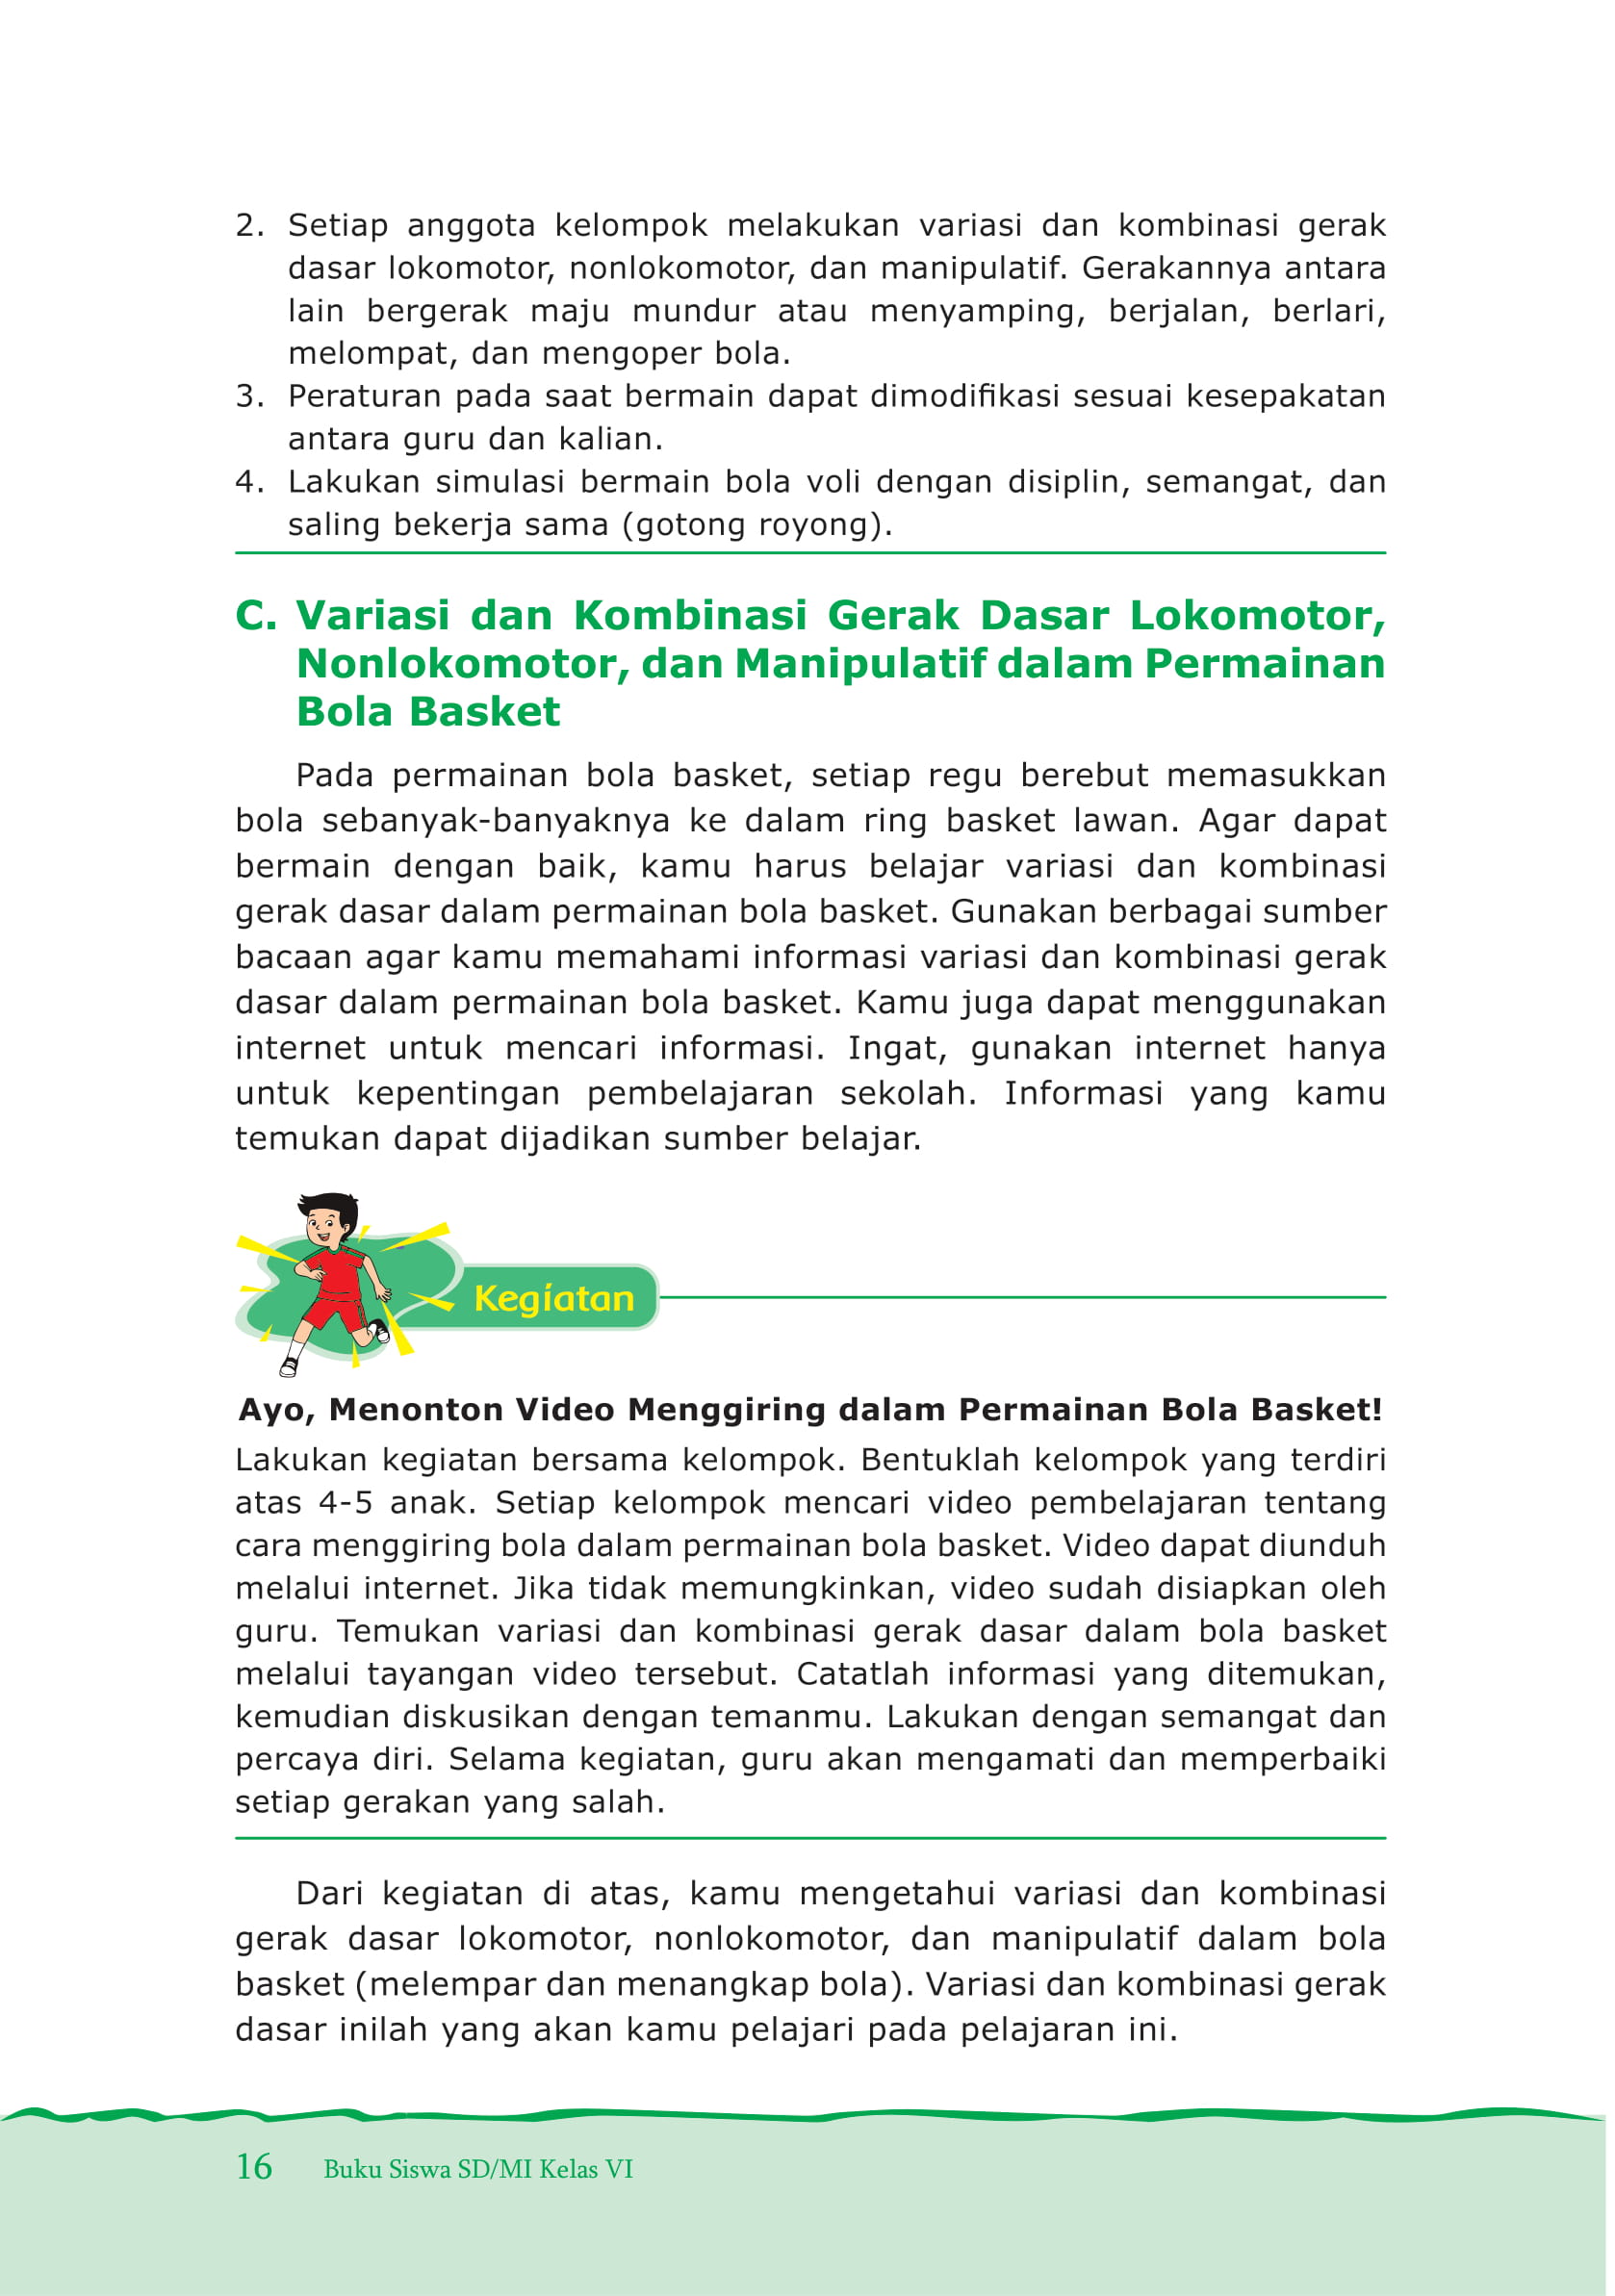 2. Setiap anggota kelompok melakukan variasi dan kombinasi gerak
dasar lokomotor, nonlokomotor, dan manipulatif. Gerakannya antara
lain bergerak maju mundur atau menyamping, berjalan, berlari,
melompat, dan mengoper bola.
3. Peraturan pada saat bermain dapat dimodifikasi sesuai kesepakatan
antara guru dan kalian.
4. Lakukan simulasi bermain bola voli dengan disiplin, semangat, dan
saling bekerja sama (gotong royong).
C. Variasi dan Kombinasi Gerak Dasar Lokomotor,
Nonlokomotor, dan Manipulatif dalam Permainan
Bola Basket
Pada permainan bola basket, setiap regu berebut memasukkan
bola sebanyak-banyaknya ke dalam ring basket lawan. Agar dapat
bermain dengan baik, kamu harus belajar variasi dan kombinasi
gerak dasar dalam permainan bola basket. Gunakan berbagai sumber
bacaan agar kamu memahami informasi variasi dan kombinasi gerak
dasar dalam permainan bola basket. Kamu juga dapat menggunakan
internet untuk mencari informasi. Ingat, gunakan internet hanya
untuk kepentingan pembelajaran sekolah. Informasi yang kamu
temukan dapat dijadikan sumber belajar.
Kegiatan
Ayo, Menonton Video Menggiring dalam Permainan Bola Basket!
Lakukan kegiatan bersama kelompok. Bentuklah kelompok yang terdiri
atas 4-5 anak. Setiap kelompok mencari video pembelajaran tentang
cara menggiring bola dalam permainan bola basket. Video dapat diunduh
melalui internet. Jika tidak memungkinkan, video sudah disiapkan oleh
guru. Temukan variasi dan kombinasi gerak dasar dalam bola basket
melalui tayangan video tersebut. Catatlah informasi yang ditemukan,
kemudian diskusikan dengan temanmu. Lakukan dengan semangat dan
percaya diri. Selama kegiatan, guru akan mengamati dan memperbaiki
setiap gerakan yang salah.
Dari kegiatan di atas, kamu mengetahui variasi dan kombinasi
gerak dasar lokomotor, nonlokomotor, dan manipulatif dalam bola
basket (melempar dan menangkap bola). Variasi dan kombinasi gerak
dasar inilah yang akan kamu pelajari pada pelajaran ini.
16 Buku Siswa SD/MI Kelas VI